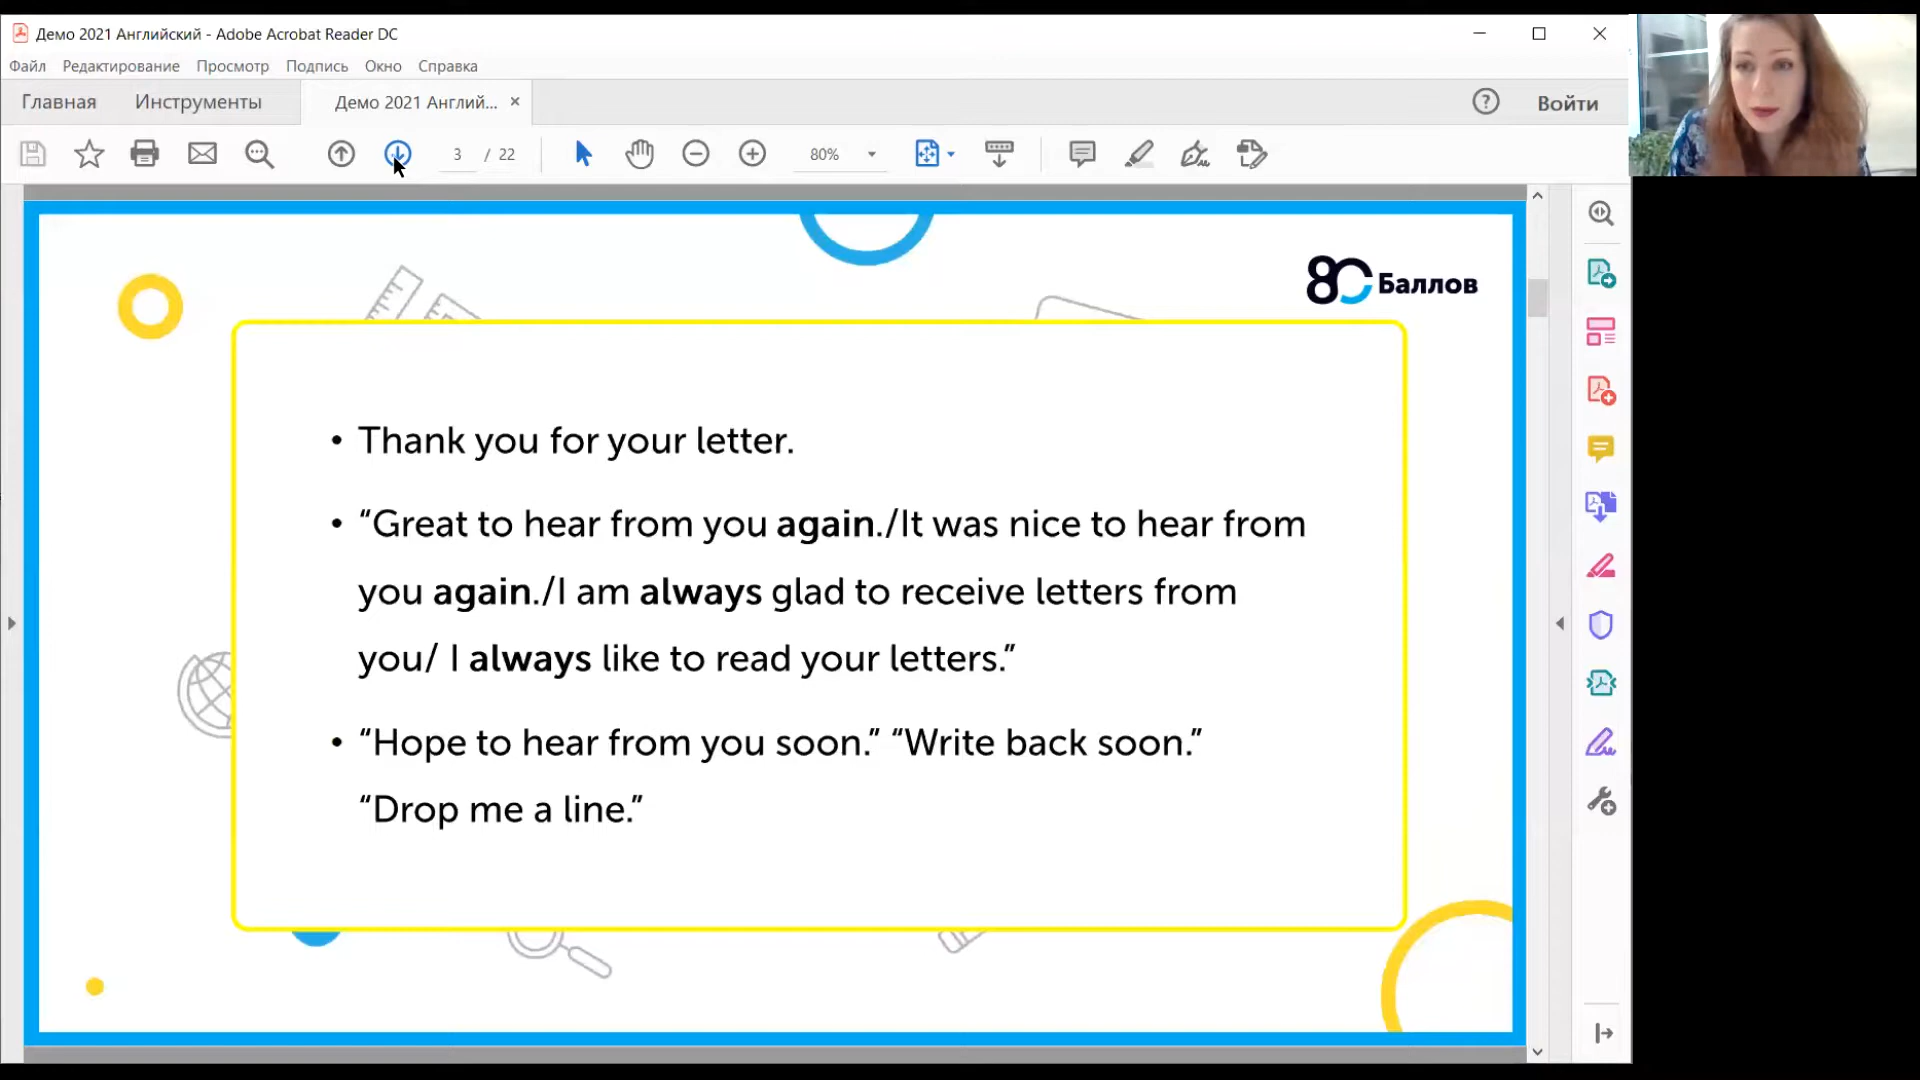 Демо 2021 Английский - Adobe Acrobat Reader DC
Файл Редактирование Просмотр Подпись Окно Справка
Главная Инструменты Демо 2021 Англий... Войти
3 / 22 80%
80 Баллов
• Thank you for your letter.
• “Great to hear from you again./It was nice to hear from
you again./I am always glad to receive letters from
you/ I always like to read your letters.”
• “Hope to hear from you soon.” “Write back soon.”
“Drop me a line.”